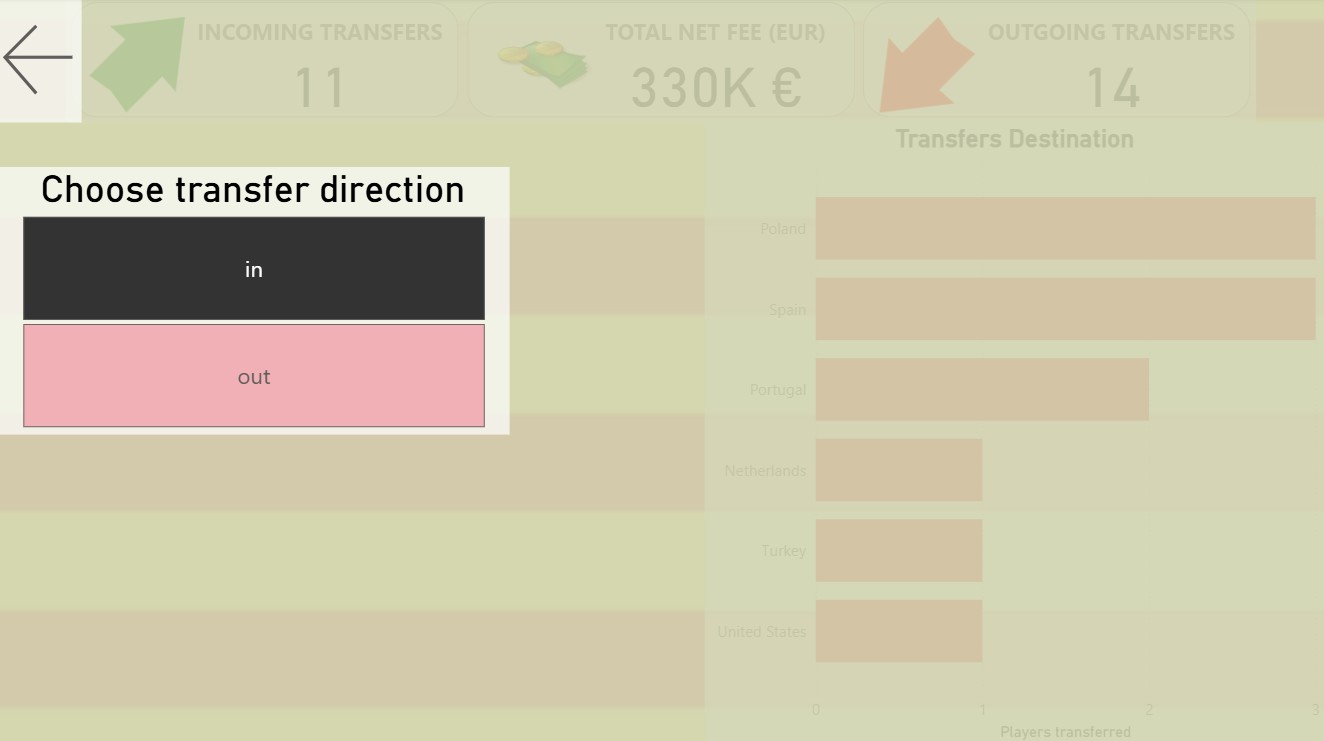 INCOMING TRANSFERS
11
TOTAL NET FEE (EUR)
330K €
OUTGOING TRANSFERS
14
Choose transfer direction
in
out
Transfers Destination
Poland
Spain
Portugal
Netherlands
Turkey
United States
0 1 2 3
Players transferred